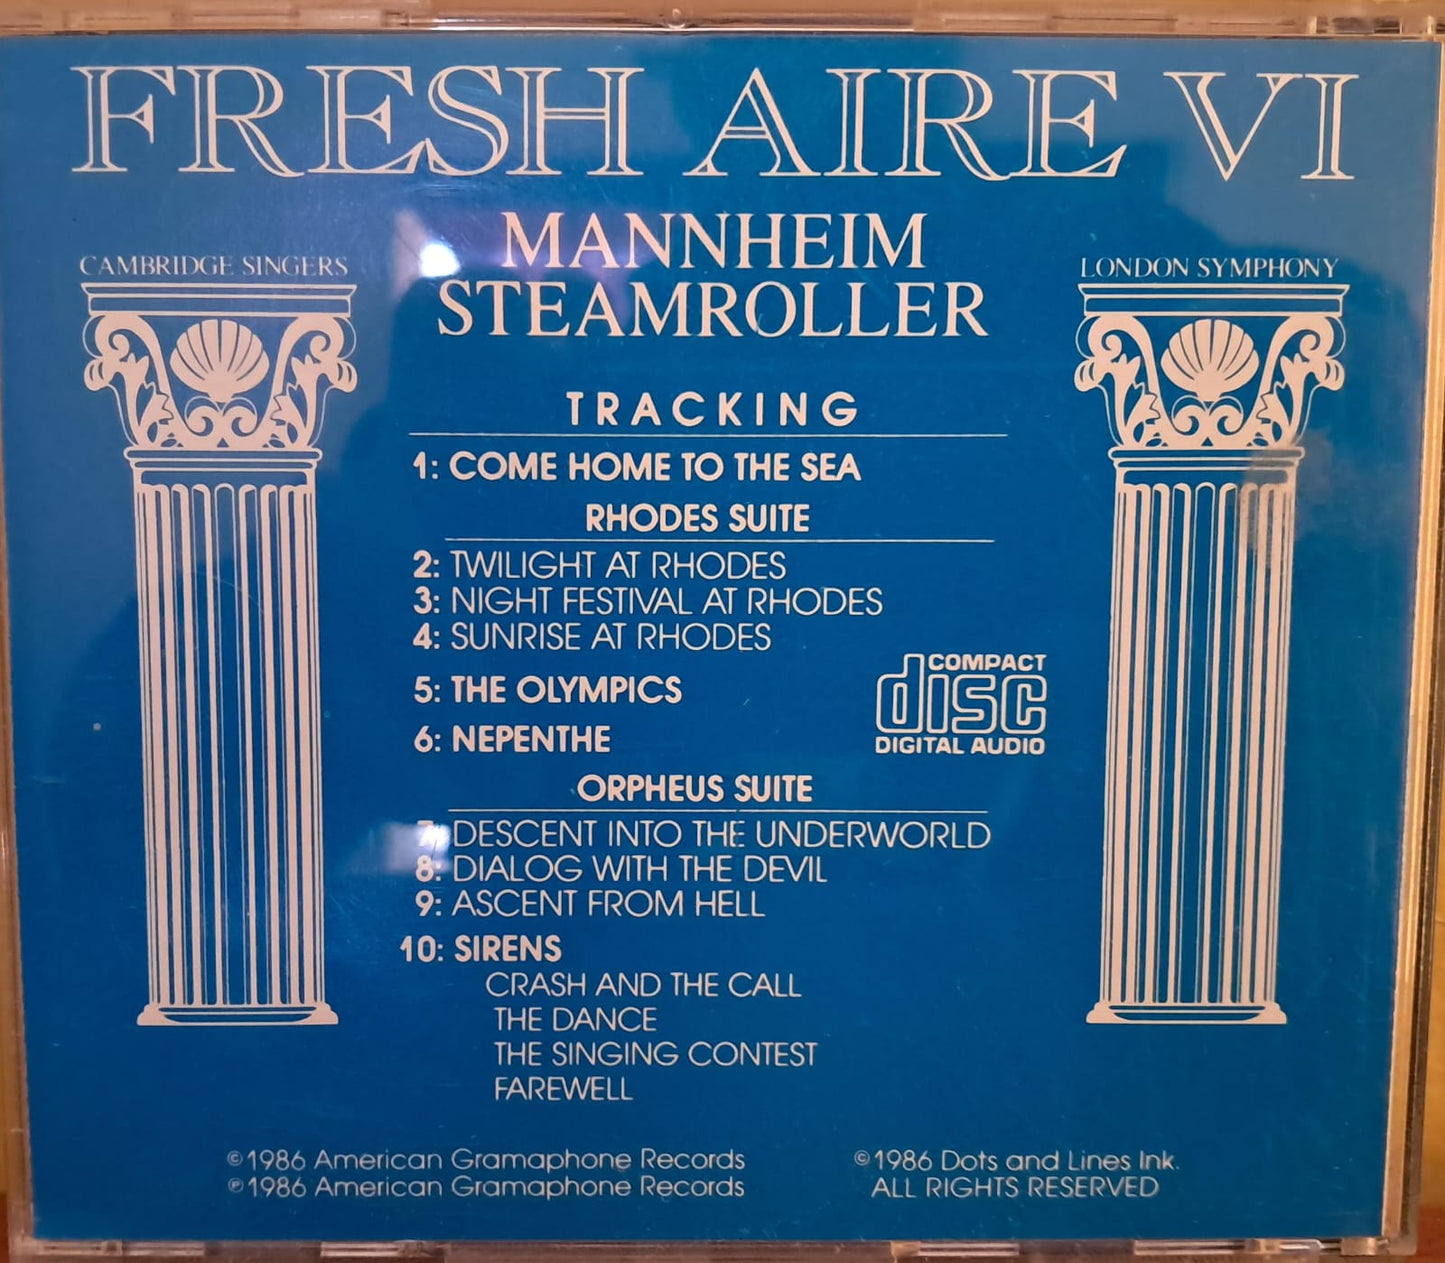 FRESH AIRE VI
MANNHEIM
STEAMROLLER
CAMBRIDGE SINGERS
LONDON SYMPHONY
TRACKING
1: COME HOME TO THE SEA
RHODES SUITE
2: TWILIGHT AT RHODES
3: NIGHT FESTIVAL AT RHODES
4: SUNRISE AT RHODES
5: THE OLYMPICS
6: NEPENTHE
COMPACT
disc
DIGITAL AUDIO
ORPHEUS SUITE
7: DESCENT INTO THE UNDERWORLD
8: DIALOG WITH THE DEVIL
9: ASCENT FROM HELL
10: SIRENS
CRASH AND THE CALL
THE DANCE
THE SINGING CONTEST
FAREWELL
©1986 American Gramaphone Records
℗1986 American Gramaphone Records
©1986 Dots and Lines Ink.
ALL RIGHTS RESERVED